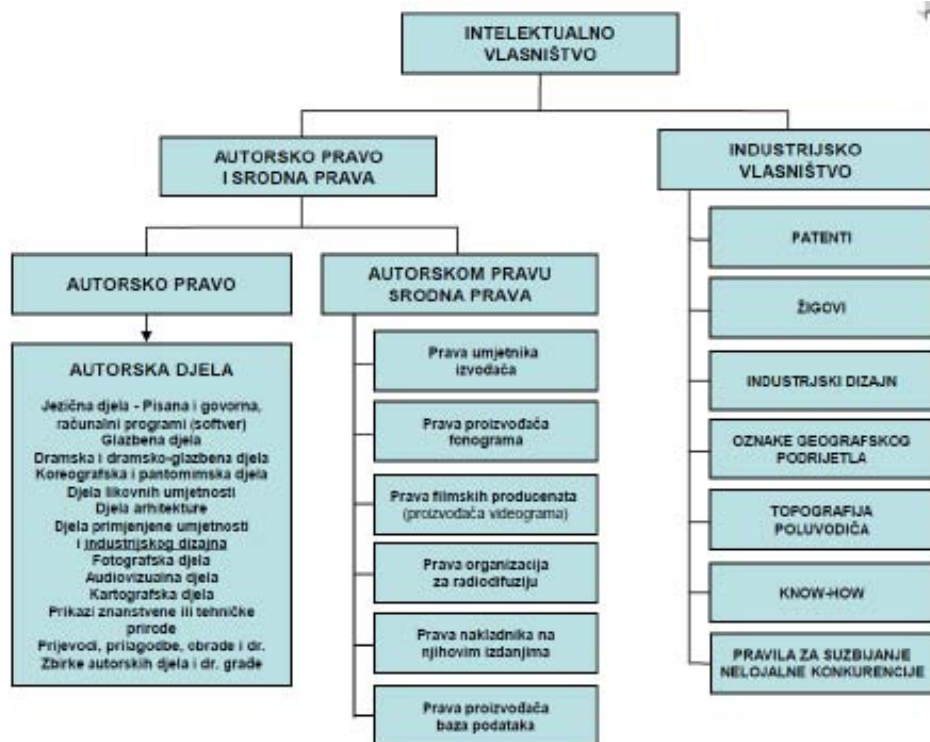 INTELEKTUALNO
VLASNIŠTVO
AUTORSKO PRAVO
I SRODNA PRAVA
AUTORSKO PRAVO
AUTORSKA DJELA
Jezična djela - Pisana i govorna,
računalni programi (softver)
Glazbena djela
Dramska i dramsko-glazbena djela
Koreografska i pantomimska djela
Djela likovnih umjetnosti
Djela arhitekture
Djela primjenjene umjetnosti
i industrijskog dizajna
Fotografska djela
Audiovizualna djela
Kartografska djela
Prikazi znanstvene ili tehničke
prirode
Prijevodi, prilagodbe, obrade i dr.
Zbirke autorskih djela i dr. građe
AUTORSKOM PRAVU
SRODNA PRAVA
Prava umjetnika
izvođača
Prava proizvođača
fonograma
Prava filmskih producenata
(proizvođača videograma)
Prava organizacija
za radiodifuziju
Prava nakladnika na
njihovim izdanjima
Prava proizvođača
baza podataka
INDUSTRIJSKO
VLASNIŠTVO
PATENTI
ŽIGOVI
INDUSTRJSKI DIZAJN
OZNAKE GEOGRAFSKOG
PODRIJETLA
TOPOGRAFIJA
POLUVODIČA
KNOW-HOW
PRAVILA ZA SUZBIJANJE
NELOJALNE KONKURENCIJE